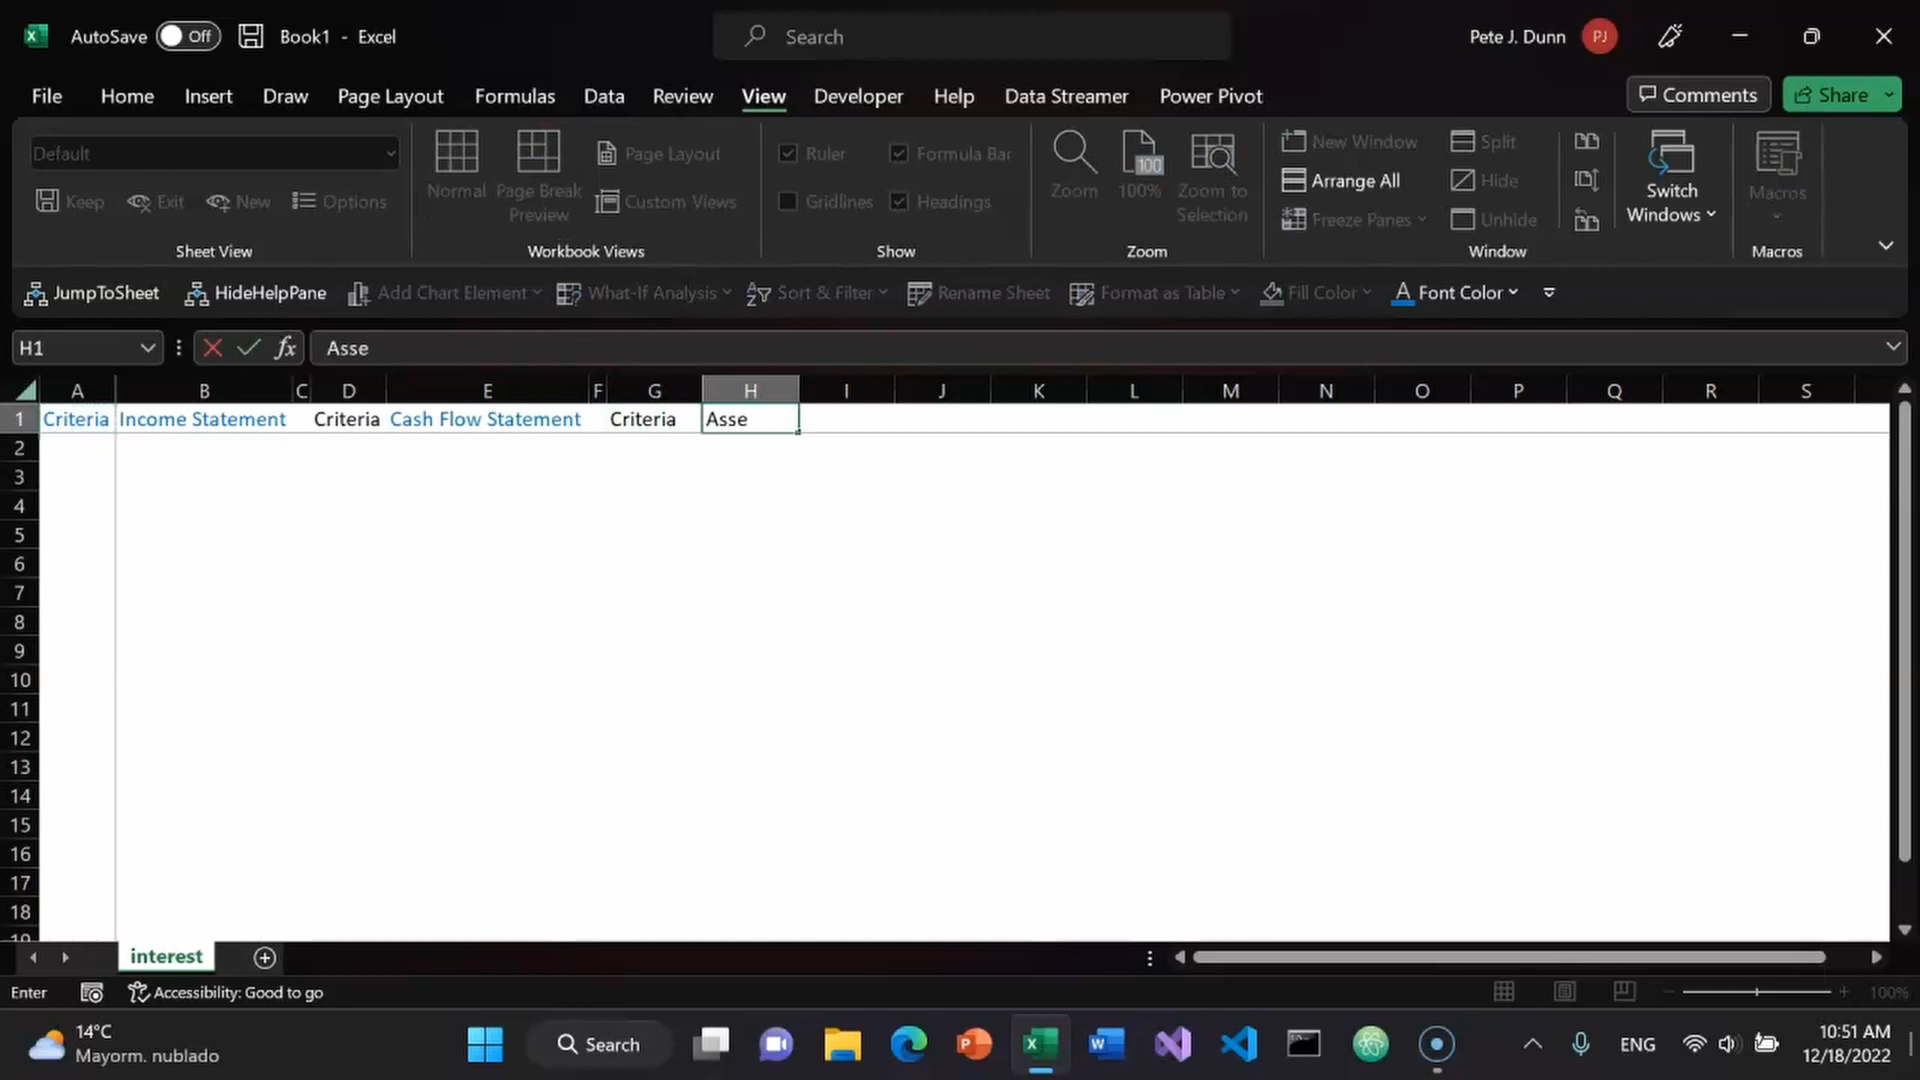 AutoSave Off Book1 - Excel Search Pete J. Dunn PJ
File Home Insert Draw Page Layout Formulas Data Review View Developer Help Data Streamer Power Pivot Comments Share
Default
Keep Exit New Options
Sheet View
Normal Page Break Preview
Page Layout
Custom Views
Workbook Views
Ruler Formula Bar
Gridlines Headings
Show
Zoom 100 100% Zoom to Selection
Zoom
New Window Split
Arrange All Hide
Freeze Panes Unhide
Switch Windows
Window
Macros
Macros
JumpToSheet HideHelpPane Add Chart Element What-If Analysis Sort & Filter Rename Sheet Format as Table Fill Color Font Color
H1 fx Asse
A B C D E F G H I J K L M N O P Q R S
1 Criteria Income Statement Criteria Cash Flow Statement Criteria Asse
2
3
4
5
6
7
8
9
10
11
12
13
14
15
16
17
18
19
interest
Enter Accessibility: Good to go 100%
14°C
Mayorm. nublado
Search
ENG
10:51 AM
12/18/2022